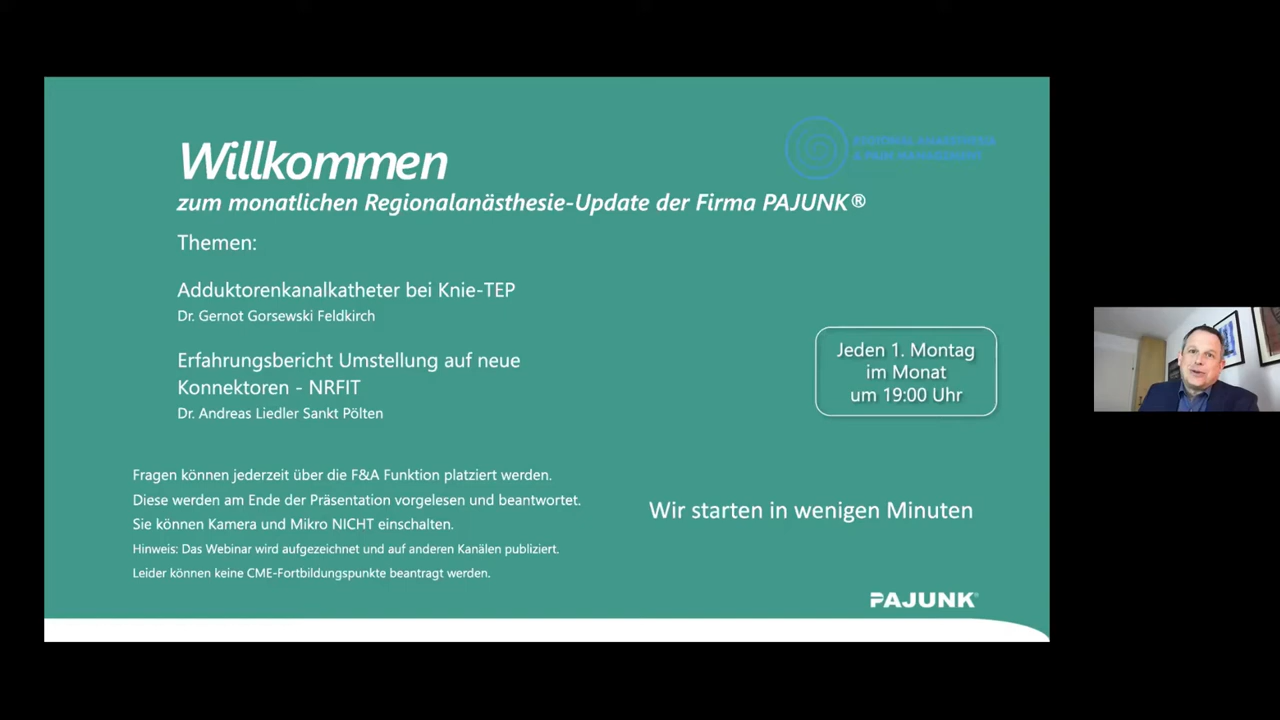 Willkommen
REGIONAL ANAESTHESIA
& PAIN MANAGEMENT
zum monatlichen Regionalanästhesie-Update der Firma PAJUNK®
Themen:
Adduktorenkanalkatheter bei Knie-TEP
Dr. Gernot Gorsewski Feldkirch
Erfahrungsbericht Umstellung auf neue
Konnektoren - NRFIT
Dr. Andreas Liedler Sankt Pölten
Jeden 1. Montag
im Monat
um 19:00 Uhr
Fragen können jederzeit über die F&A Funktion platziert werden.
Diese werden am Ende der Präsentation vorgelesen und beantwortet.
Sie können Kamera und Mikro NICHT einschalten.
Hinweis: Das Webinar wird aufgezeichnet und auf anderen Kanälen publiziert.
Leider können keine CME-Fortbildungspunkte beantragt werden.
Wir starten in wenigen Minuten
PAJUNK®